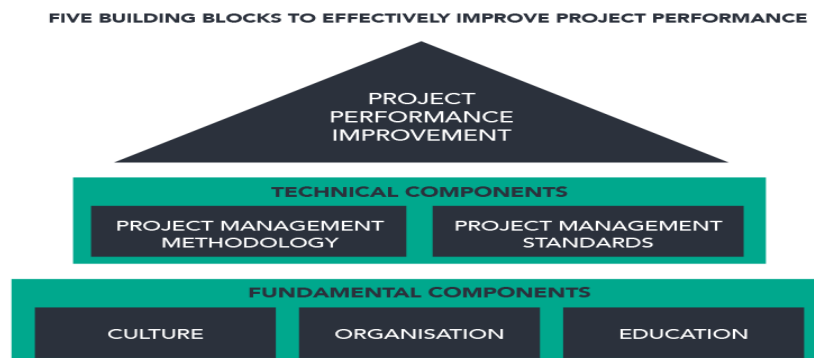 FIVE BUILDING BLOCKS TO EFFECTIVELY IMPROVE PROJECT PERFORMANCE
PROJECT
PERFORMANCE
IMPROVEMENT
TECHNICAL COMPONENTS
PROJECT MANAGEMENT
METHODOLOGY
PROJECT MANAGEMENT
STANDARDS
FUNDAMENTAL COMPONENTS
CULTURE
ORGANISATION
EDUCATION